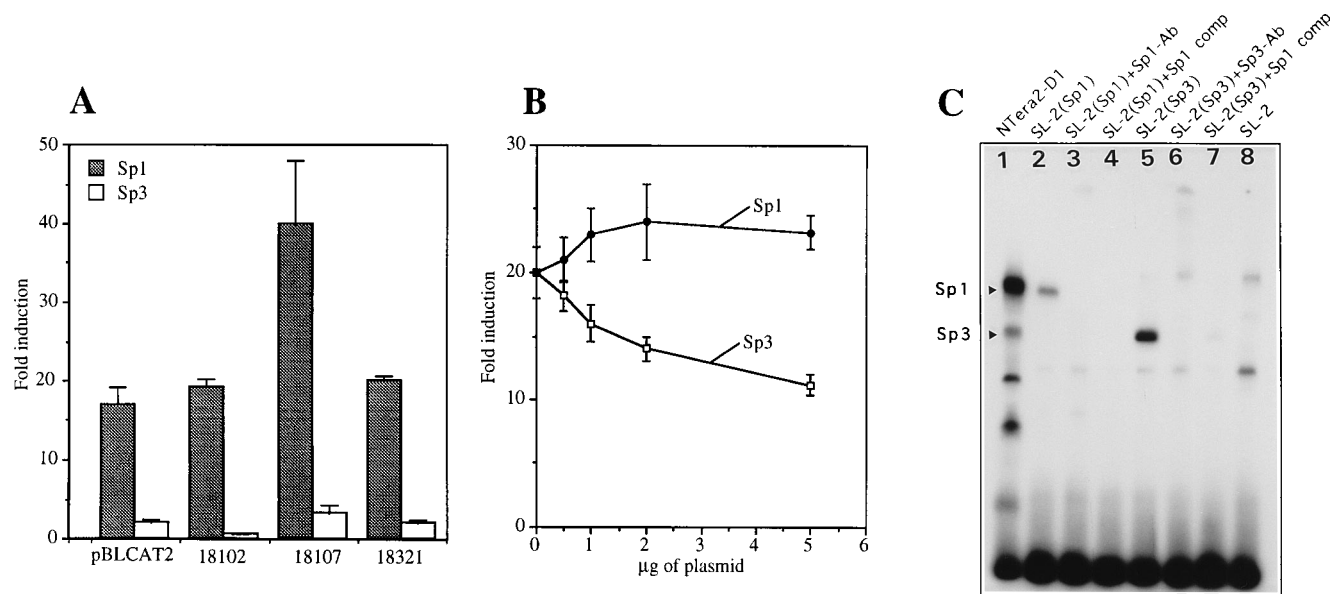 A
50
40
30
20
10
0
Fold induction
Sp1
Sp3
pBLCAT2 18102 18107 18321
B
30
20
10
0
Fold induction
Sp1
Sp3
0 1 2 3 4 5 6
µg of plasmid
C
NTera2-D1
SL-2(Sp1)
SL-2(Sp1)+Sp1-Ab
SL-2(Sp1)+Sp1 comp
SL-2(Sp3)
SL-2(Sp3)+Sp3-Ab
SL-2(Sp3)+Sp1 comp
SL-2
1 2 3 4 5 6 7 8
Sp1
Sp3